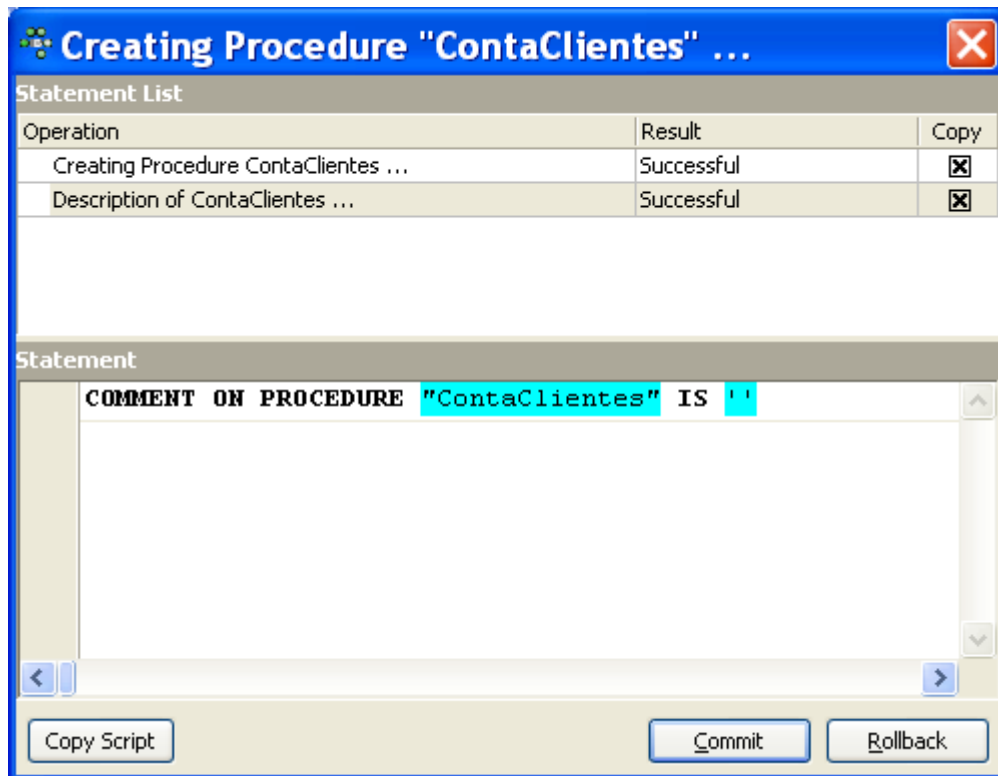 Creating Procedure "ContaClientes" ...
Statement List
Operation Result Copy
Creating Procedure ContaClientes ... Successful
Description of ContaClientes ... Successful
Statement
COMMENT ON PROCEDURE "ContaClientes" IS ''
Copy Script Commit Rollback